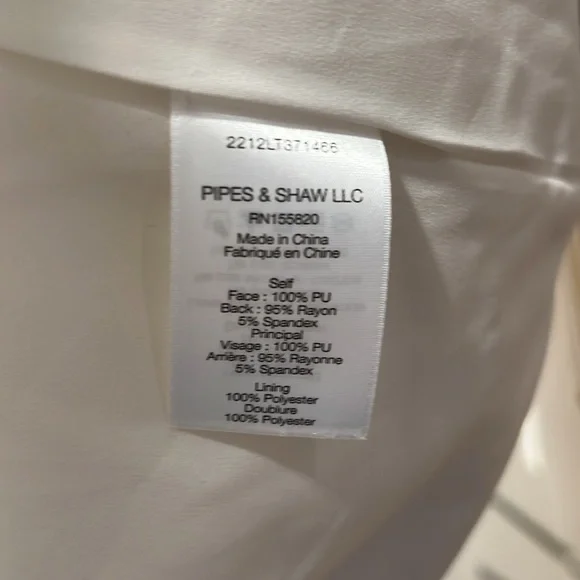 2212LT371466
PIPES & SHAW LLC
RN155820
Made in China
Fabriqué en Chine
Self
Face : 100% PU
Back : 95% Rayon
5% Spandex
Principal
Visage : 100% PU
Arrière : 95% Rayonne
5% Spandex
Lining
100% Polyester
Doublure
100% Polyester